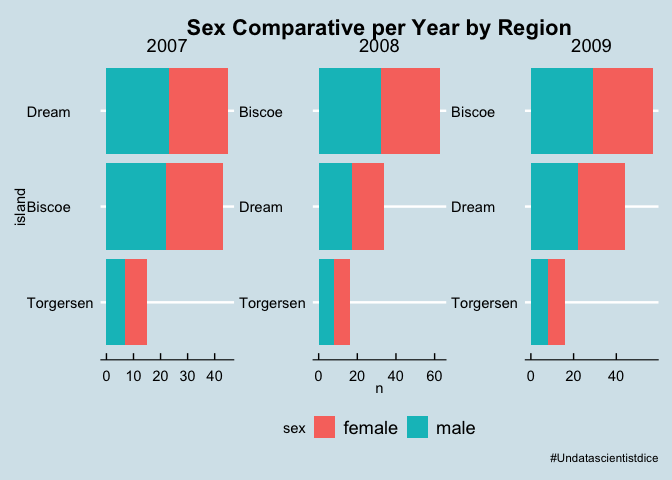 Sex Comparative per Year by Region
2007 2008 2009
Dream Biscoe Biscoe
island
Biscoe Dream Dream
Torgersen Torgersen Torgersen
0 10 20 30 40 0 20 40 60 0 20 40
n
sex female male
#Undatascientistdice